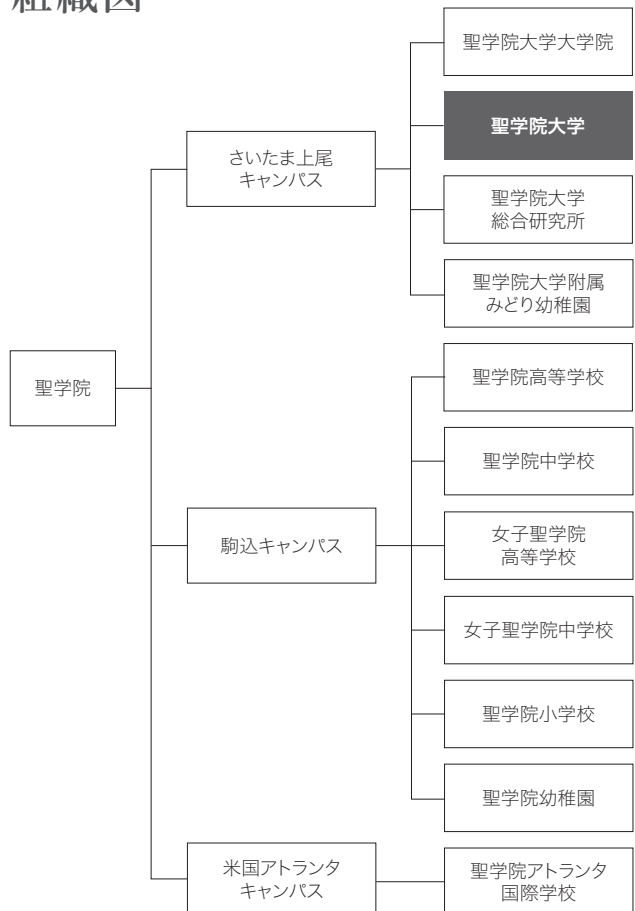 組織図
聖学院
さいたま上尾
キャンパス
聖学院大学大学院
聖学院大学
聖学院大学
総合研究所
聖学院大学附属
みどり幼稚園
駒込キャンパス
聖学院高等学校
聖学院中学校
女子聖学院
高等学校
女子聖学院中学校
聖学院小学校
聖学院幼稚園
米国アトランタ
キャンパス
聖学院アトランタ
国際学校